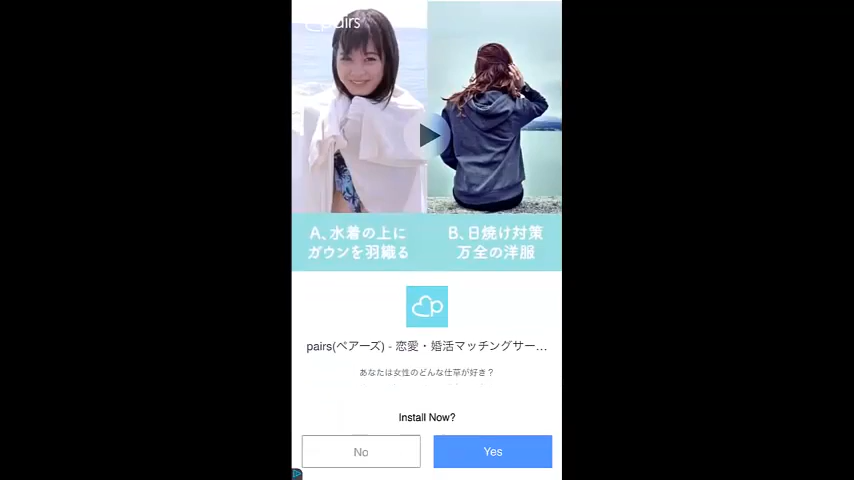 pairs
A、水着の上に
ガウンを羽織る
B、日焼け対策
万全の洋服
p
pairs(ペアーズ) - 恋愛・婚活マッチングサー…
あなたは女性のどんな仕草が好き？
Install Now?
No
Yes